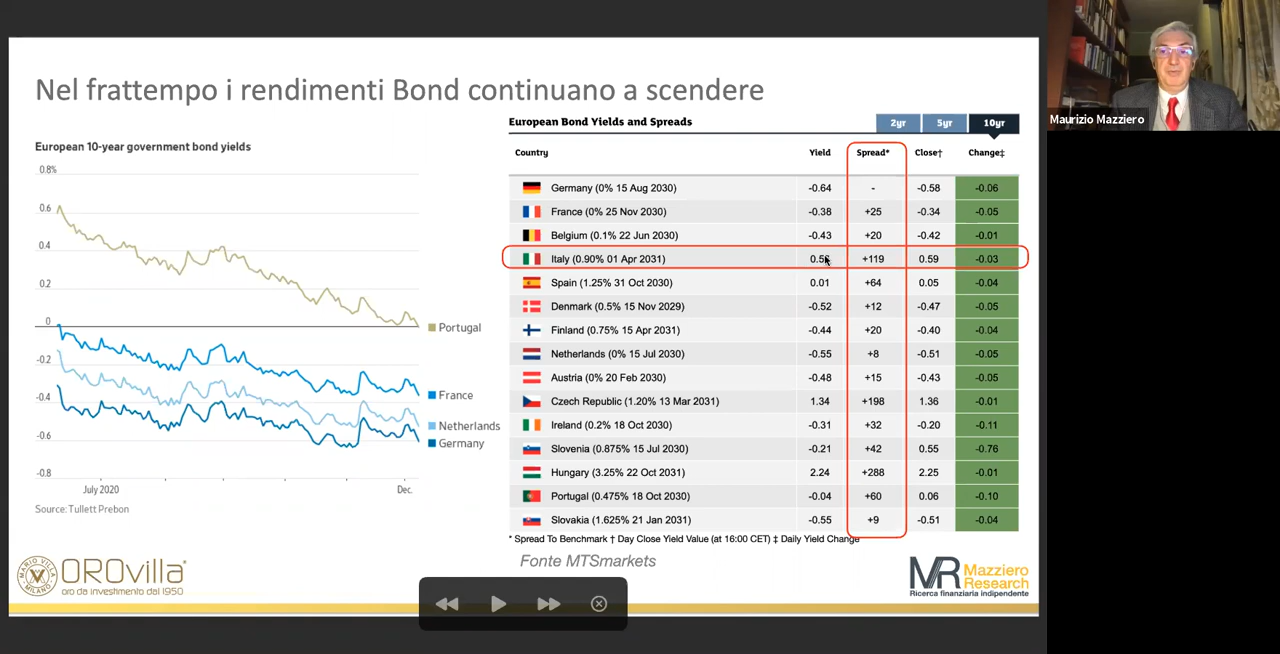 Nel frattempo i rendimenti Bond continuano a scendere
European 10-year government bond yields
0.8%
0.6
0.4
0.2
0
-0.2
-0.4
-0.6
-0.8
July 2020
Dec.
Portugal
France
Netherlands
Germany
Source: Tullett Prebon
European Bond Yields and Spreads
2yr 5yr 10yr
Country Yield Spread* Close† Change‡
Germany (0% 15 Aug 2030) -0.64 - -0.58 -0.06
France (0% 25 Nov 2030) -0.38 +25 -0.34 -0.05
Belgium (0.1% 22 Jun 2030) -0.43 +20 -0.42 -0.01
Italy (0.90% 01 Apr 2031) +119 0.59 -0.03
Spain (1.25% 31 Oct 2030) 0.01 +64 0.05 -0.04
Denmark (0.5% 15 Nov 2029) -0.52 +12 -0.47 -0.05
Finland (0.75% 15 Apr 2031) -0.44 +20 -0.40 -0.04
Netherlands (0% 15 Jul 2030) -0.55 +8 -0.51 -0.05
Austria (0% 20 Feb 2030) -0.48 +15 -0.43 -0.05
Czech Republic (1.20% 13 Mar 2031) 1.34 +198 1.36 -0.01
Ireland (0.2% 18 Oct 2030) -0.31 +32 -0.20 -0.11
Slovenia (0.875% 15 Jul 2030) -0.21 +42 0.55 -0.76
Hungary (3.25% 22 Oct 2031) 2.24 +288 2.25 -0.01
Portugal (0.475% 18 Oct 2030) -0.04 +60 0.06 -0.10
Slovakia (1.625% 21 Jan 2031) -0.55 +9 -0.51 -0.04
* Spread To Benchmark † Day Close Yield Value (at 16:00 CET) ‡ Daily Yield Change
Fonte MTSmarkets
MARIO VILLA
MILANO
OROvilla
oro da investimento dal 1950
MR Mazziero
Research
Ricerca finanziaria indipendente
Maurizio Mazziero